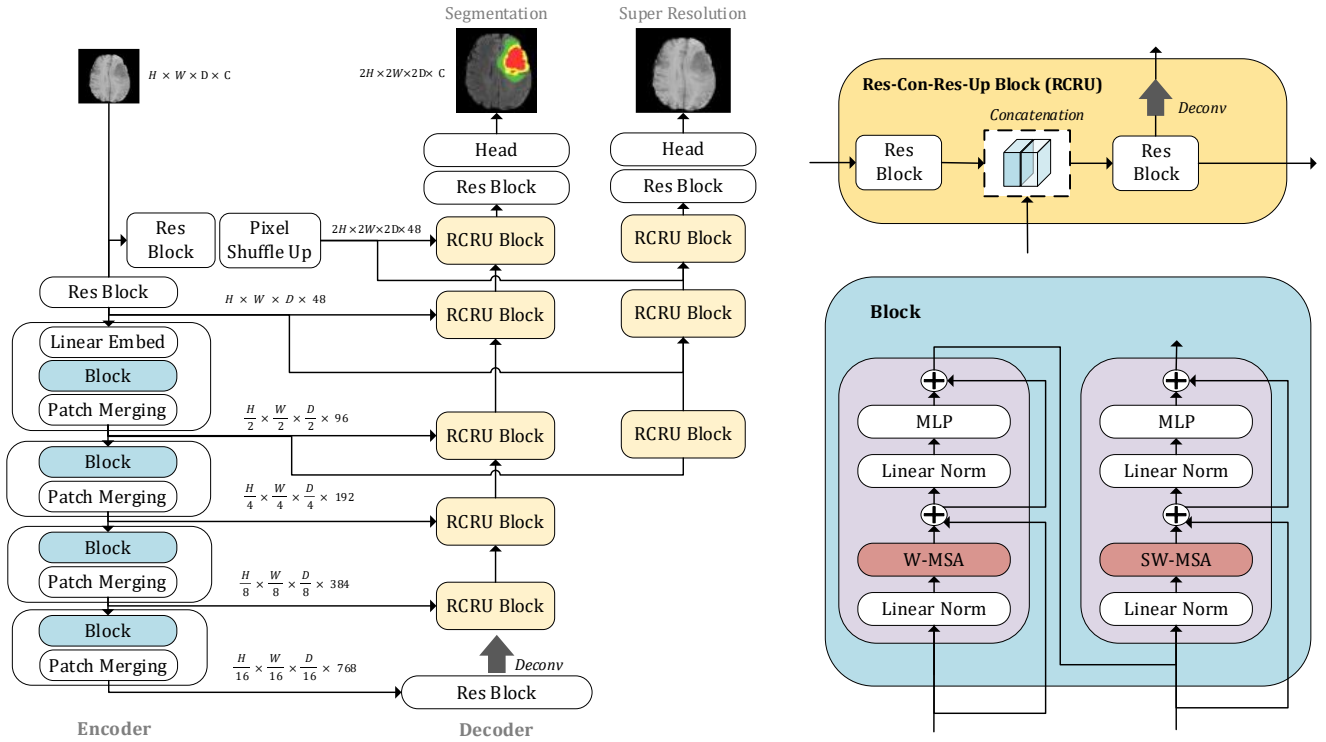 Segmentation
Super Resolution
H × W × D × C
2H×2W×2D× C
Head
Head
Res Block
Res Block
Res
Block
Pixel
Shuffle Up
2H×2W×2D×48
RCRU Block
RCRU Block
Res Block
H × W × D × 48
RCRU Block
RCRU Block
Linear Embed
Block
Patch Merging
H/2 × W/2 × D/2 × 96
RCRU Block
RCRU Block
Block
Patch Merging
H/4 × W/4 × D/4 × 192
RCRU Block
Block
Patch Merging
H/8 × W/8 × D/8 × 384
RCRU Block
Block
Patch Merging
H/16 × W/16 × D/16 × 768
Deconv
Res Block
Encoder
Decoder
Res-Con-Res-Up Block (RCRU)
Concatenation
Deconv
Res
Block
Res
Block
Block
+
MLP
Linear Norm
+
W-MSA
Linear Norm
+
MLP
Linear Norm
+
SW-MSA
Linear Norm